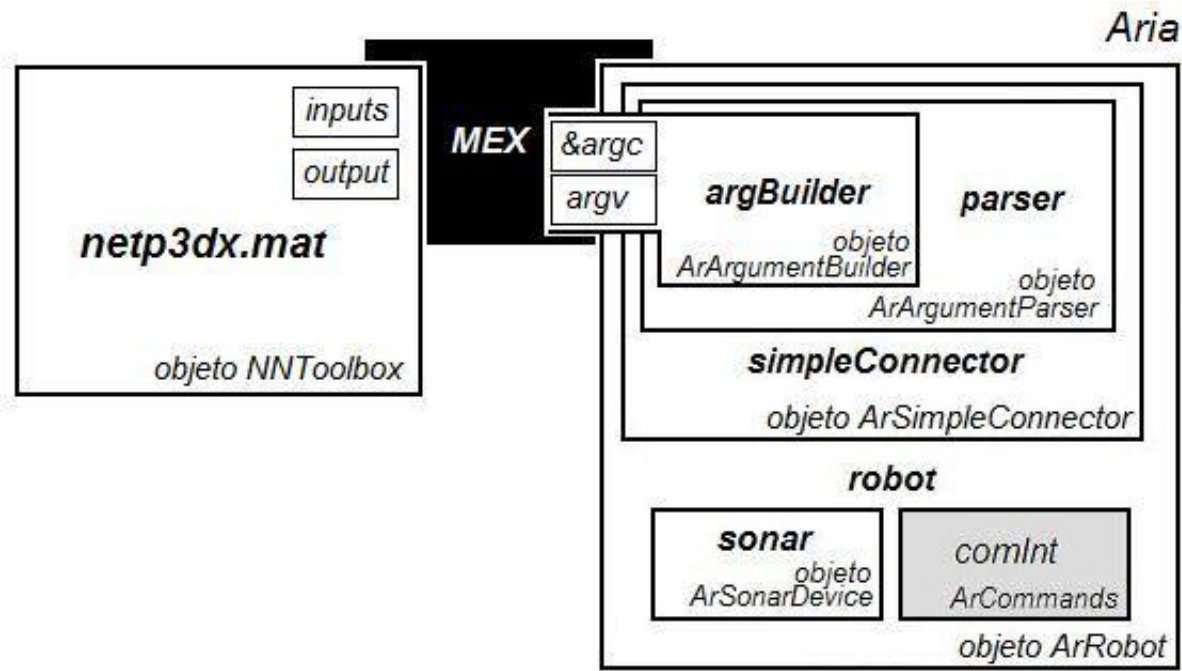 Aria
inputs
output
netp3dx.mat
objeto NNToolbox
MEX
&argc
argv
argBuilder
objeto
ArArgumentBuilder
parser
objeto
ArArgumentParser
simpleConnector
objeto ArSimpleConnector
robot
sonar
objeto
ArSonarDevice
comInt
ArCommands
objeto ArRobot